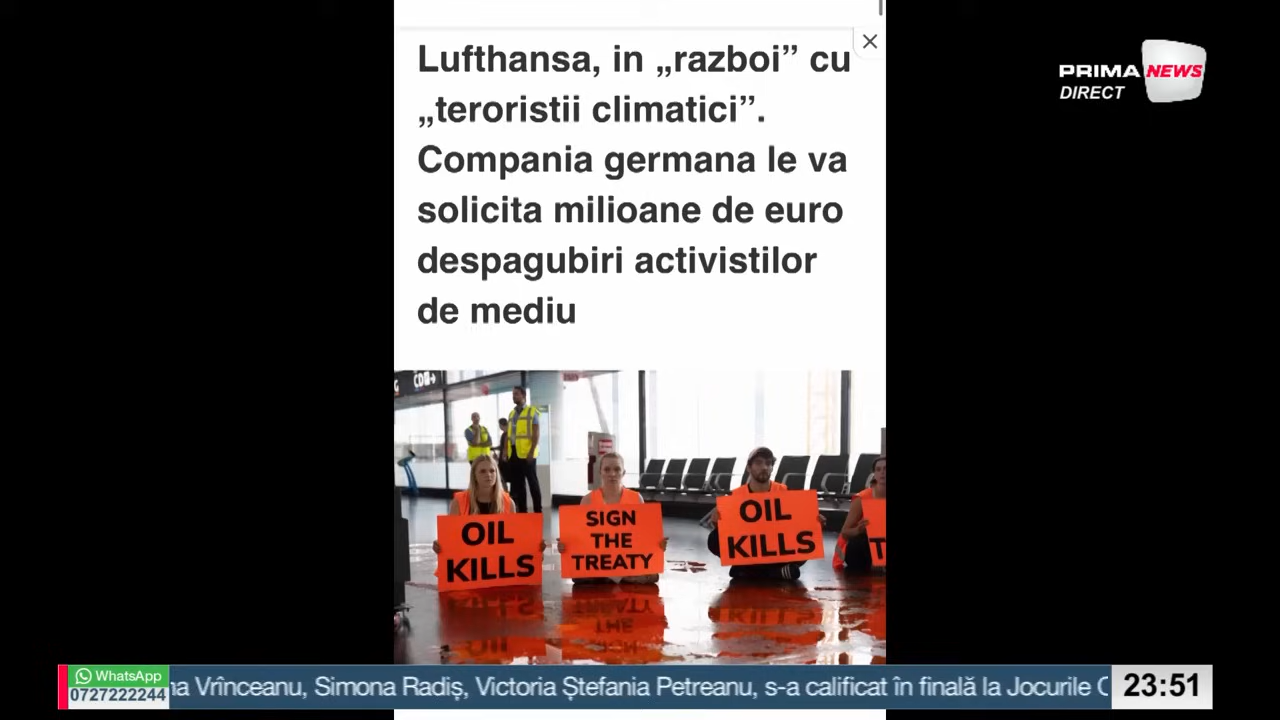 Lufthansa, in „razboi” cu
„teroristii climatici”.
Compania germana le va
solicita milioane de euro
despagubiri activistilor
de mediu
PRIMA NEWS
DIRECT
OIL
KILLS
SIGN
THE
TREATY
OIL
KILLS
WhatsApp
0727222244
Vrînceanu, Simona Radiș, Victoria Ștefania Petreanu, s-a calificat în finală la Jocurile
23:51